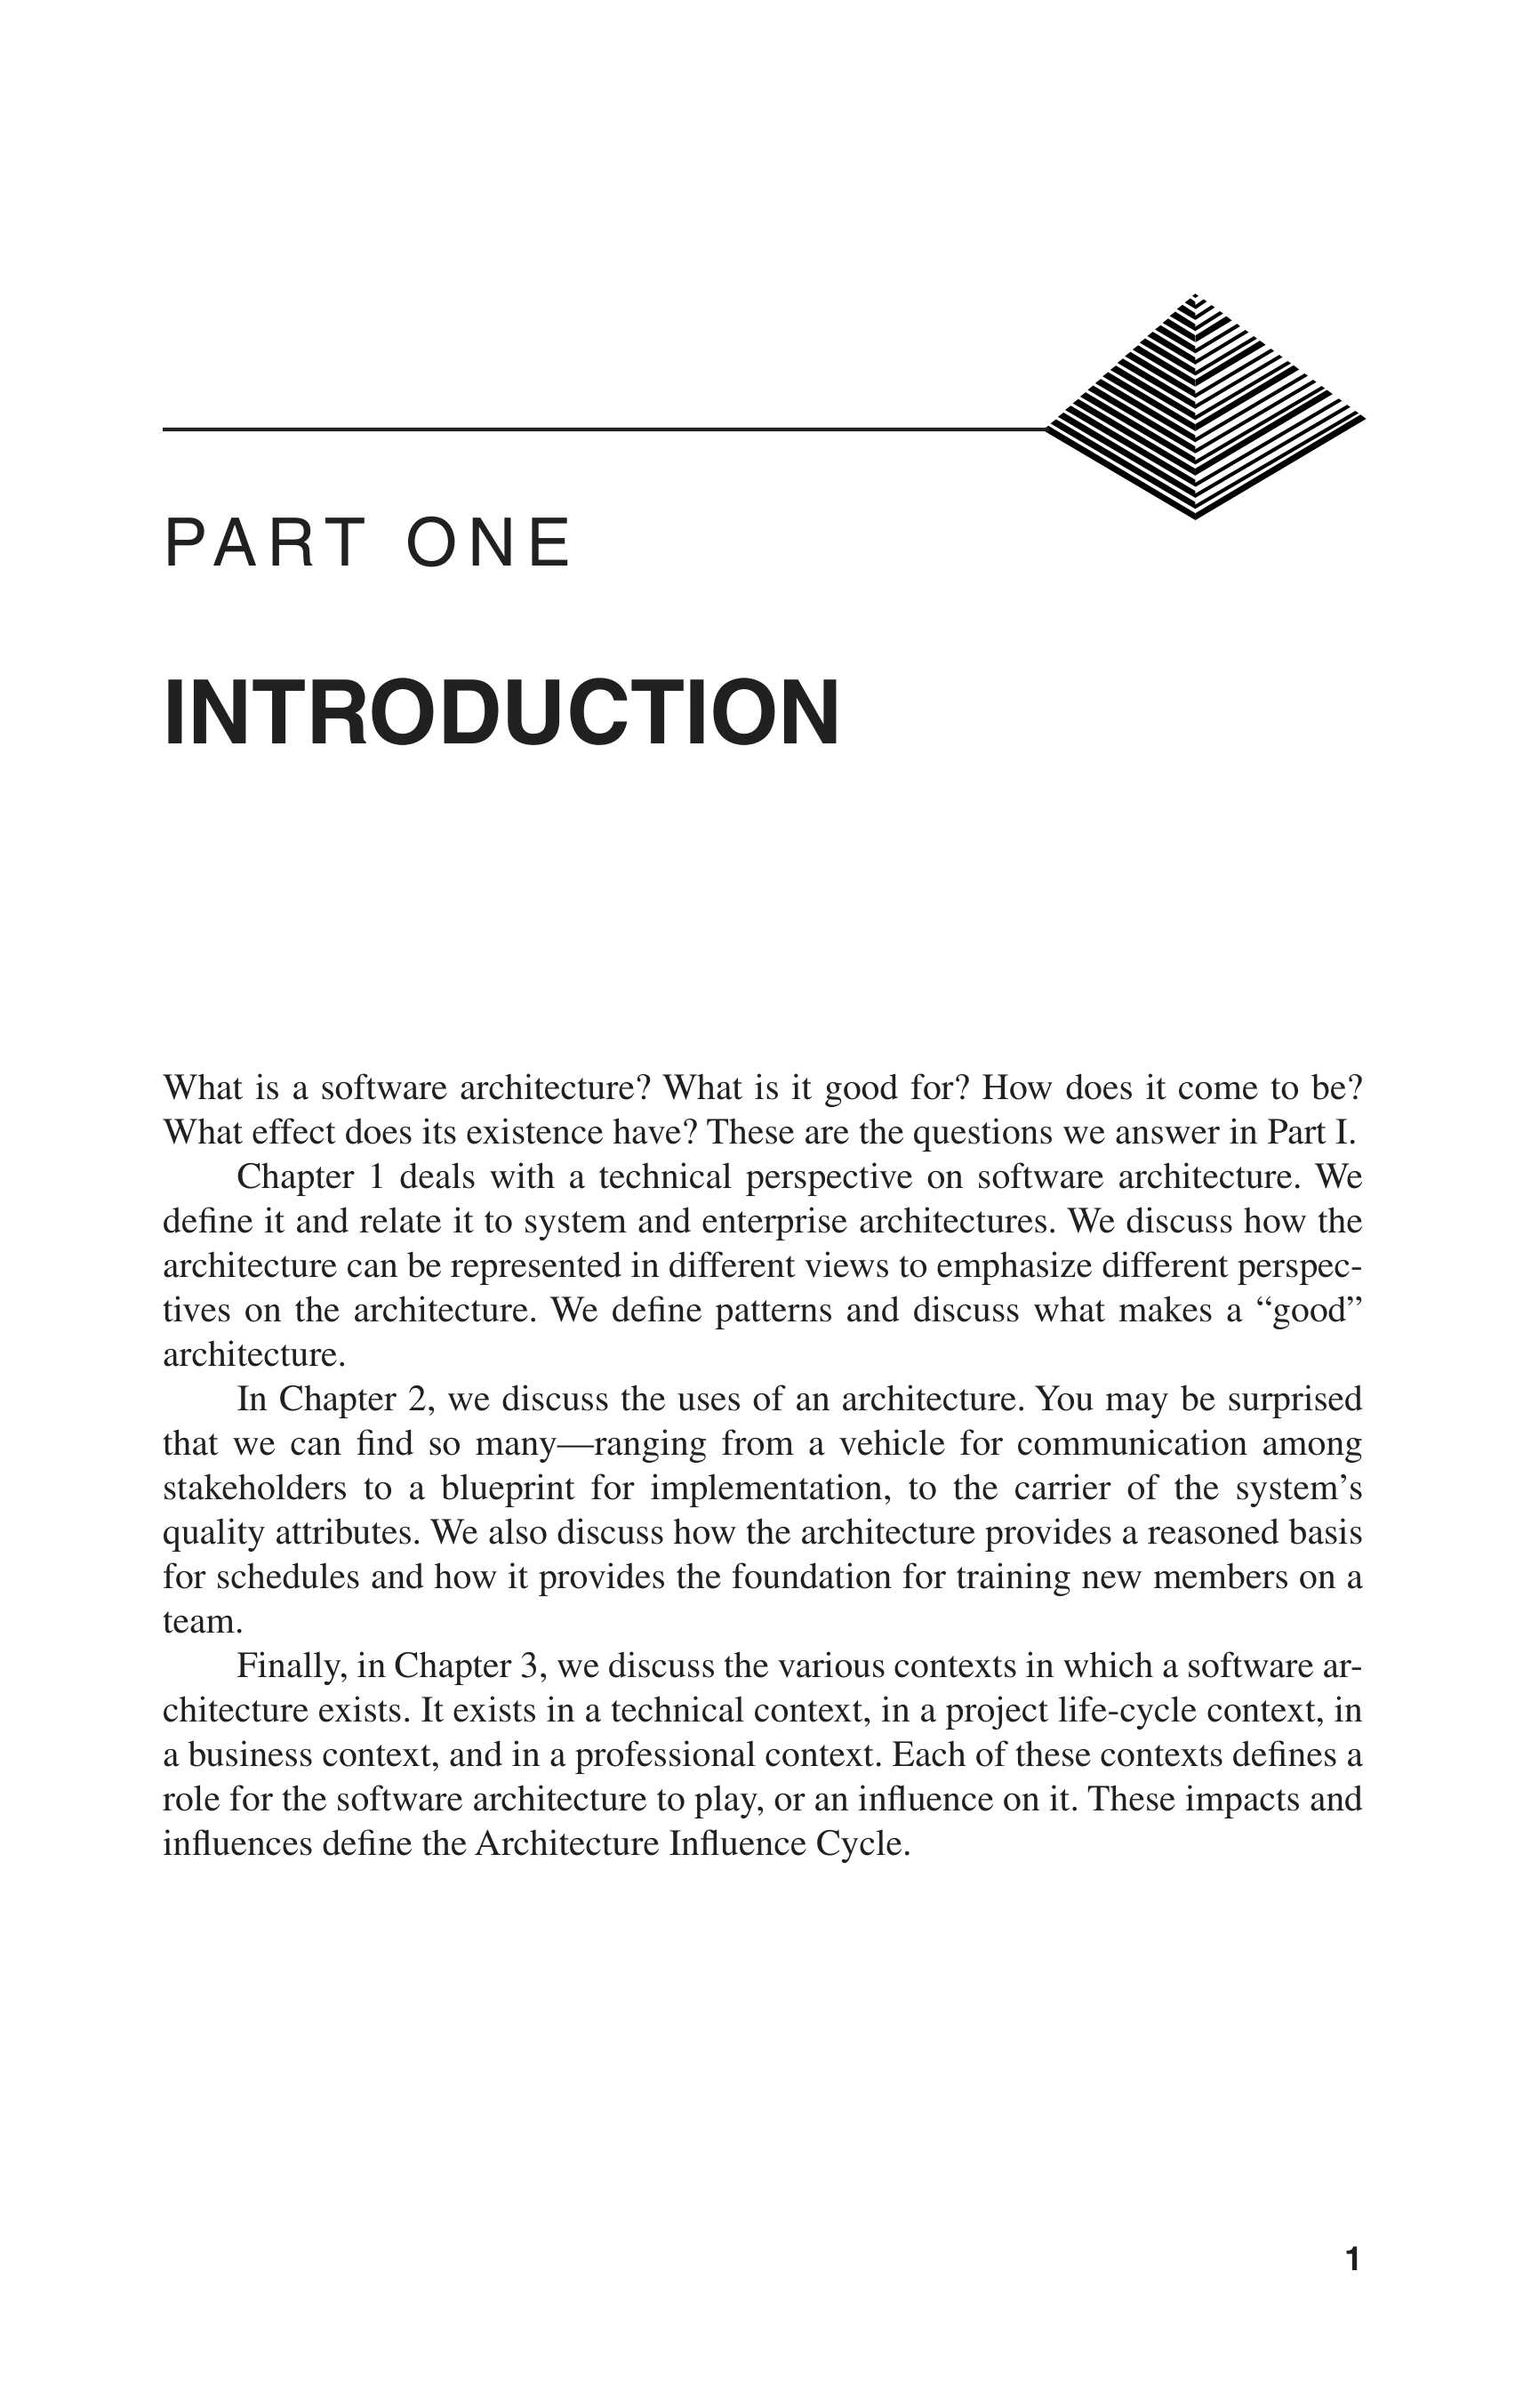 PART ONE
INTRODUCTION
What is a software architecture? What is it good for? How does it come to be?
What effect does its existence have? These are the questions we answer in Part I.
Chapter 1 deals with a technical perspective on software architecture. We
define it and relate it to system and enterprise architectures. We discuss how the
architecture can be represented in different views to emphasize different perspec-
tives on the architecture. We define patterns and discuss what makes a “good”
architecture.
In Chapter 2, we discuss the uses of an architecture. You may be surprised
that we can find so many—ranging from a vehicle for communication among
stakeholders to a blueprint for implementation, to the carrier of the system’s
quality attributes. We also discuss how the architecture provides a reasoned basis
for schedules and how it provides the foundation for training new members on a
team.
Finally, in Chapter 3, we discuss the various contexts in which a software ar-
chitecture exists. It exists in a technical context, in a project life-cycle context, in
a business context, and in a professional context. Each of these contexts defines a
role for the software architecture to play, or an influence on it. These impacts and
influences define the Architecture Influence Cycle.
1